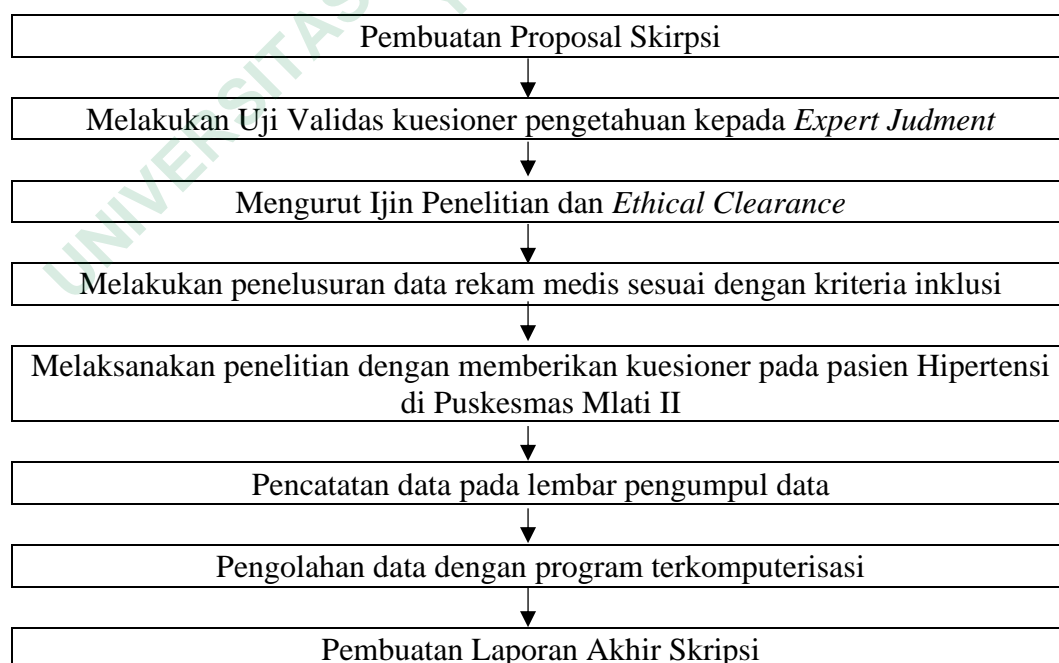 UNIVERSITAS
Pembuatan Proposal Skirpsi
Melakukan Uji Validas kuesioner pengetahuan kepada Expert Judment
Mengurut Ijin Penelitian dan Ethical Clearance
Melakukan penelusuran data rekam medis sesuai dengan kriteria inklusi
Melaksanakan penelitian dengan memberikan kuesioner pada pasien Hipertensi
di Puskesmas Mlati II
Pencatatan data pada lembar pengumpul data
Pengolahan data dengan program terkomputerisasi
Pembuatan Laporan Akhir Skripsi